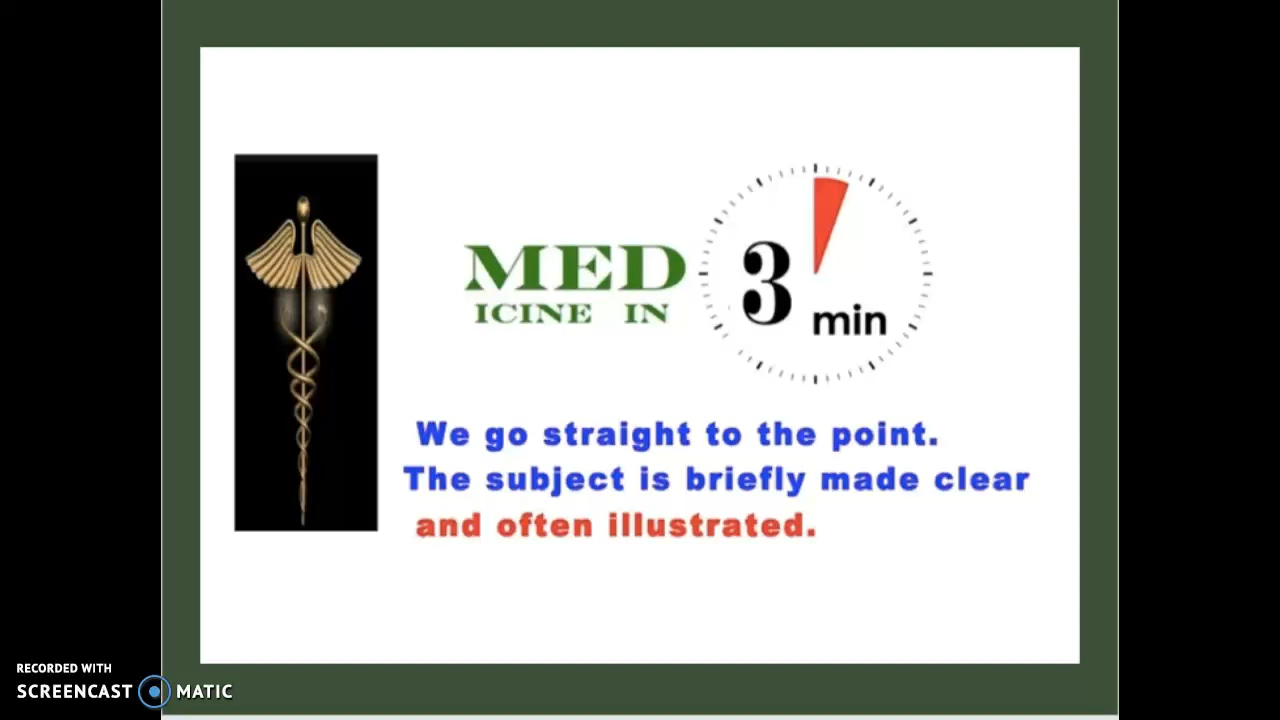 MED
ICINE IN
3
min
We go straight to the point.
The subject is briefly made clear
and often illustrated.
RECORDED WITH
SCREENCAST MATIC